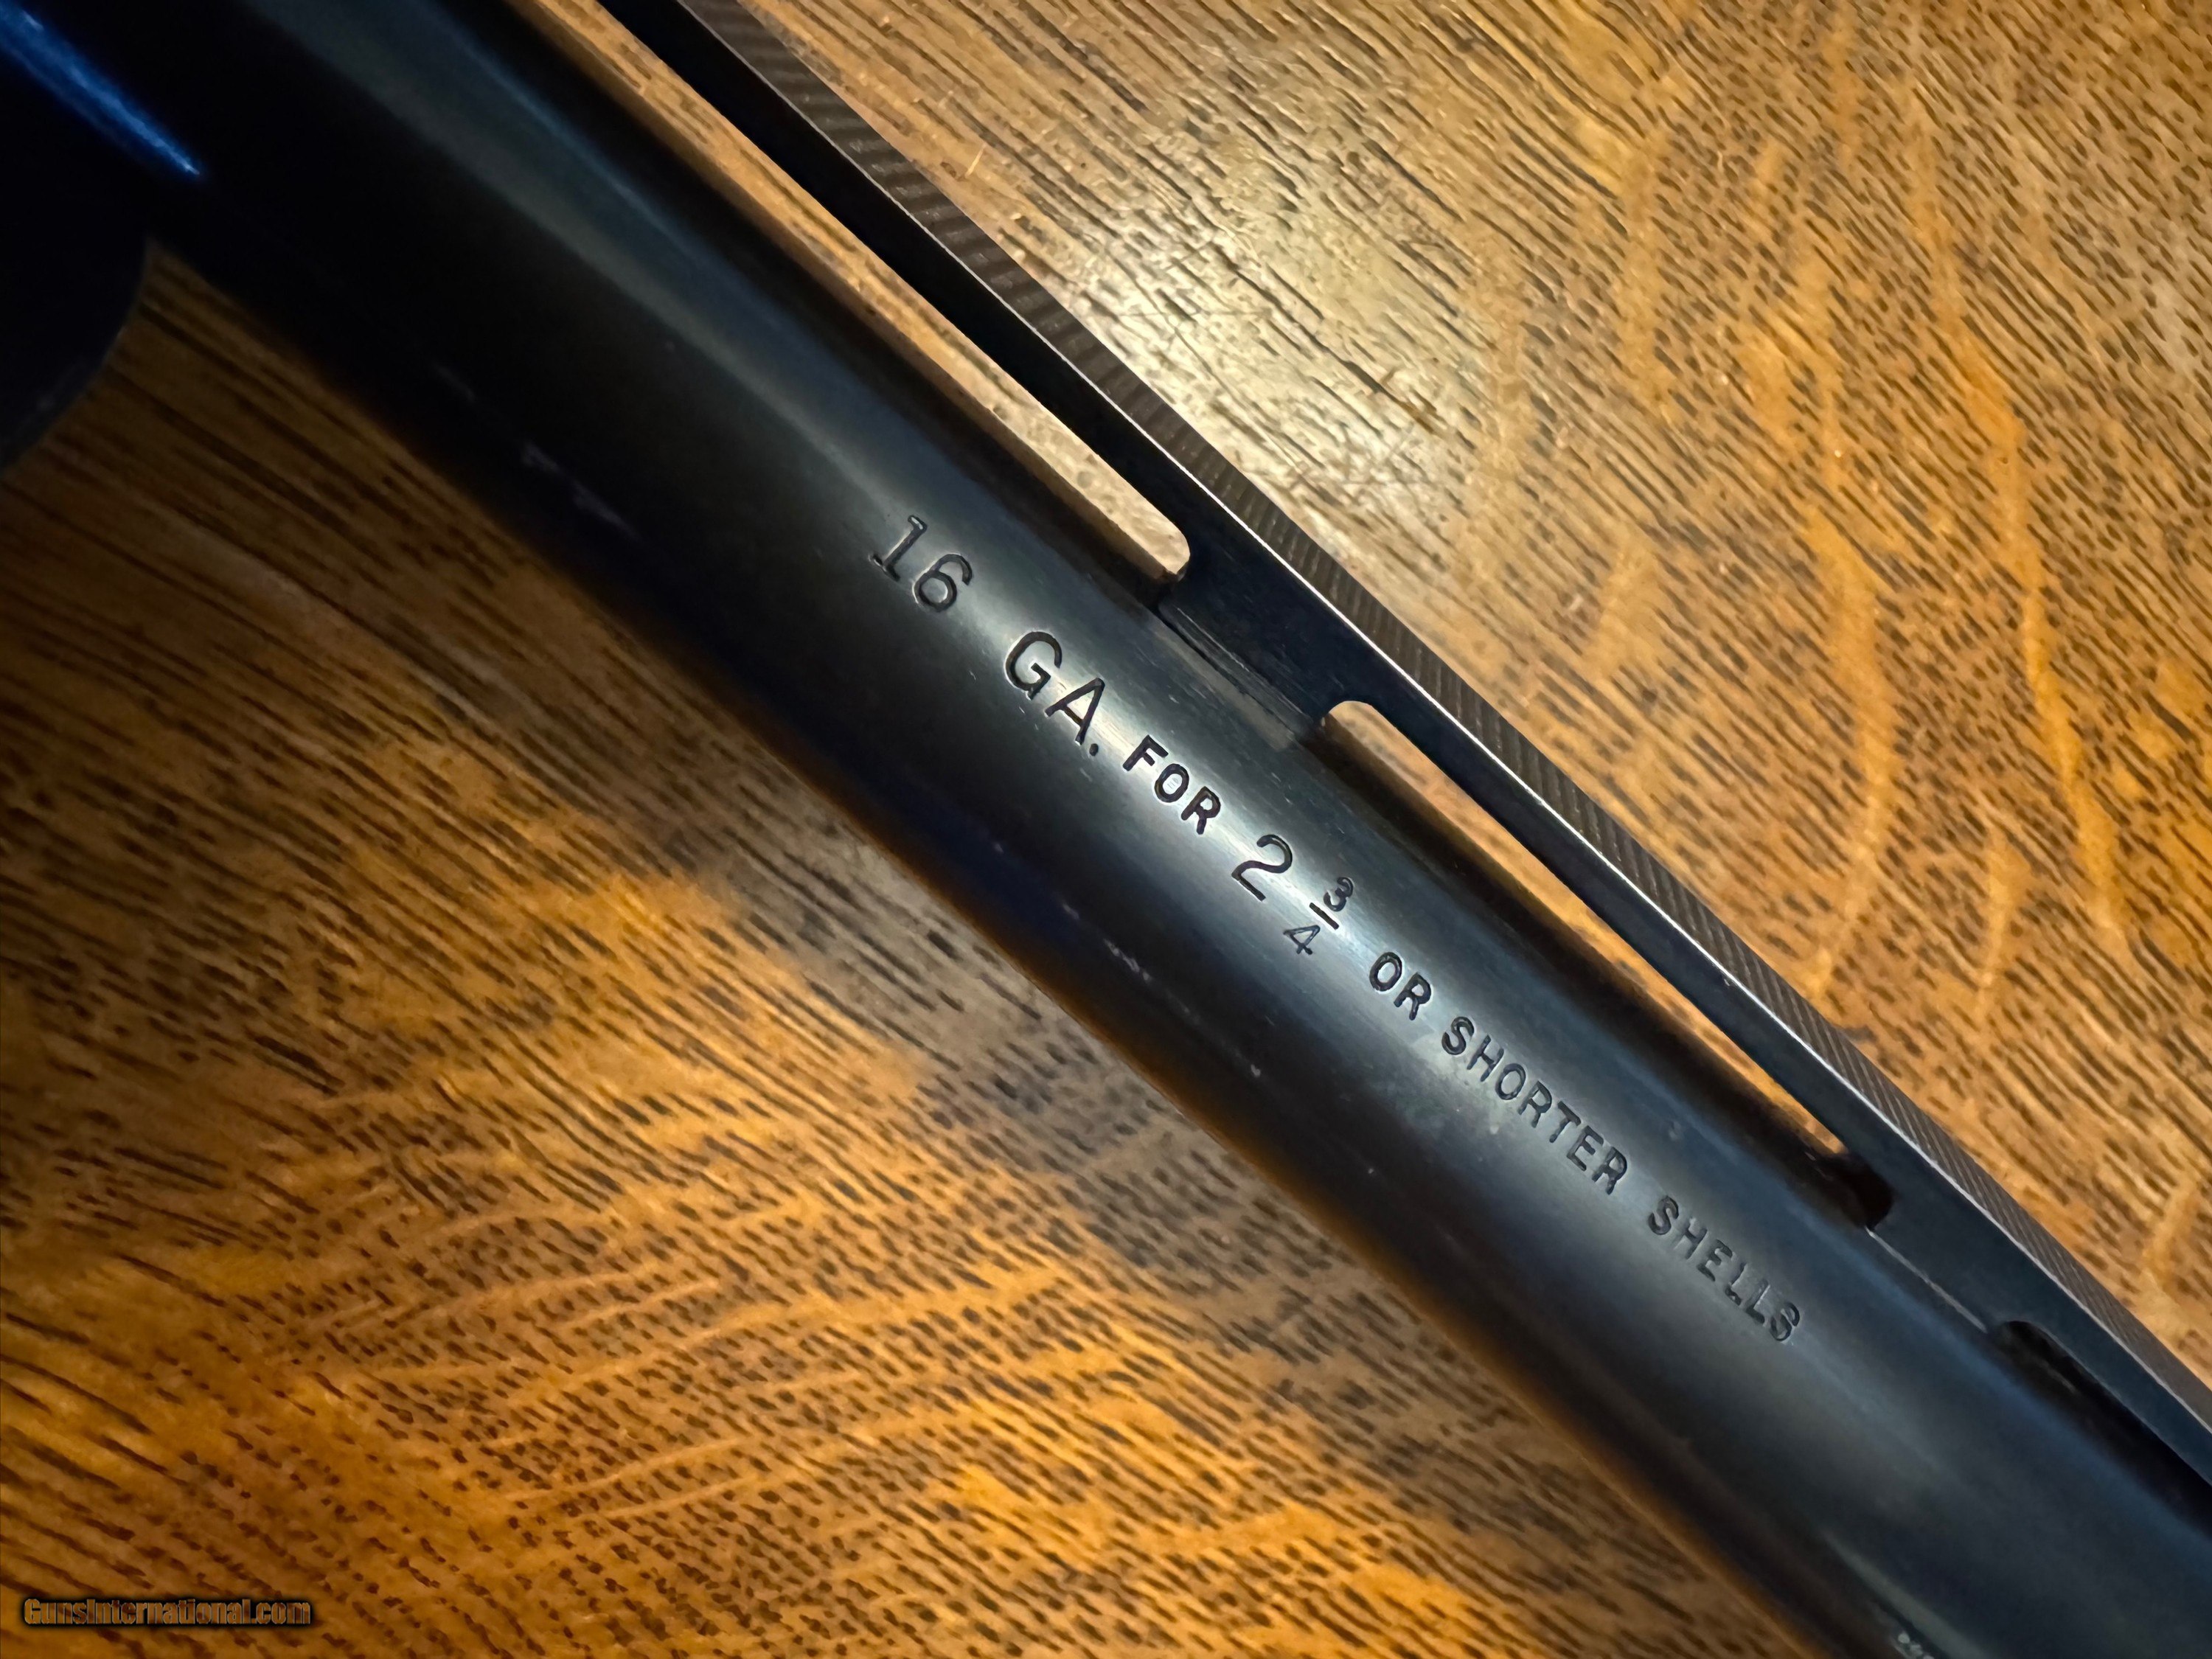 16 GA. FOR 2 3/4 OR SHORTER SHELLS
GunsInternational.com